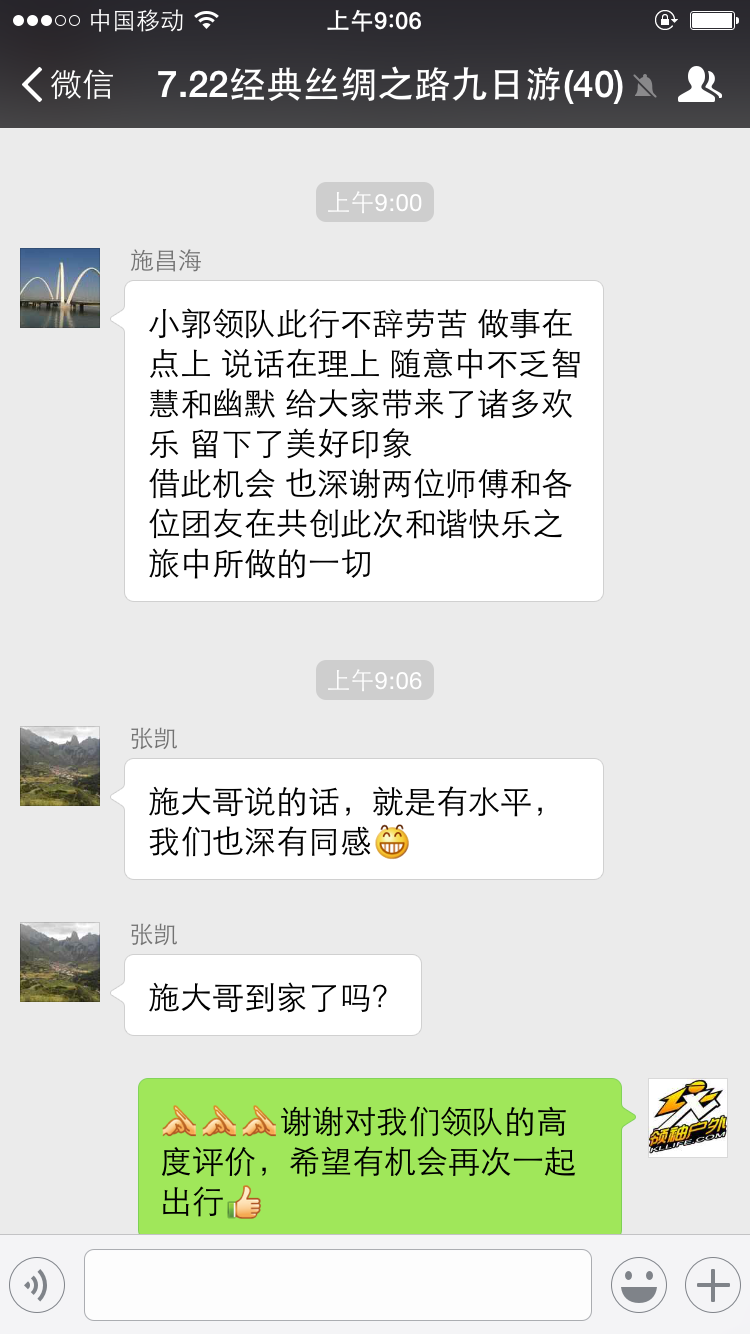 中国移动
上午9:06
微信
7.22经典丝绸之路九日游(40)
上午9:00
施昌海
小郭领队此行不辞劳苦 做事在
点上 说话在理上 随意中不乏智
慧和幽默 给大家带来了诸多欢
乐 留下了美好印象
借此机会 也深谢两位师傅和各
位团友在共创此次和谐快乐之
旅中所做的一切
上午9:06
张凯
施大哥说的话，就是有水平，
我们也深有同感😁
张凯
施大哥到家了吗？
🙏🙏🙏谢谢对我们领队的高
度评价，希望有机会再次一起
出行👍
领袖户外
KLLIFE.COM